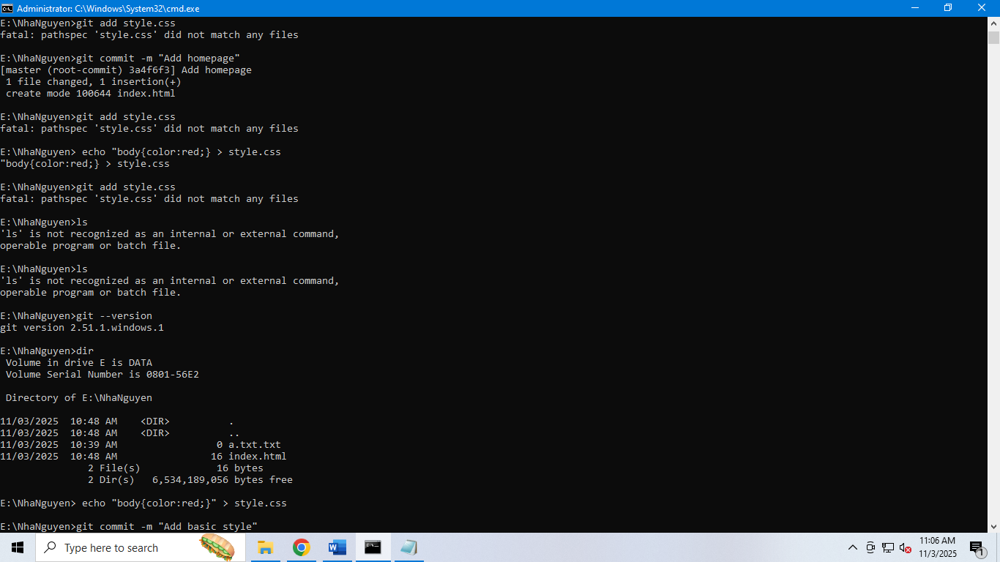 Administrator: C:\Windows\System32\cmd.exe
E:\NhaNguyen>git add style.css
fatal: pathspec 'style.css' did not match any files
E:\NhaNguyen>git commit -m "Add homepage"
[master (root-commit) 3a4f6f3] Add homepage
 1 file changed, 1 insertion(+)
 create mode 100644 index.html
E:\NhaNguyen>git add style.css
fatal: pathspec 'style.css' did not match any files
E:\NhaNguyen> echo "body{color:red;} > style.css
"body{color:red;} > style.css
E:\NhaNguyen>git add style.css
fatal: pathspec 'style.css' did not match any files
E:\NhaNguyen>ls
'ls' is not recognized as an internal or external command,
operable program or batch file.
E:\NhaNguyen>ls
'ls' is not recognized as an internal or external command,
operable program or batch file.
E:\NhaNguyen>git --version
git version 2.51.1.windows.1
E:\NhaNguyen>dir
 Volume in drive E is DATA
 Volume Serial Number is 0801-56E2
 Directory of E:\NhaNguyen
11/03/2025  10:48 AM    <DIR>          .
11/03/2025  10:48 AM    <DIR>          ..
11/03/2025  10:39 AM                 0 a.txt.txt
11/03/2025  10:48 AM                16 index.html
               2 File(s)             16 bytes
               2 Dir(s)   6,534,189,056 bytes free
E:\NhaNguyen> echo "body{color:red;}" > style.css
E:\NhaNguyen>git commit -m "Add basic style"
Type here to search
11:06 AM
11/3/2025
1